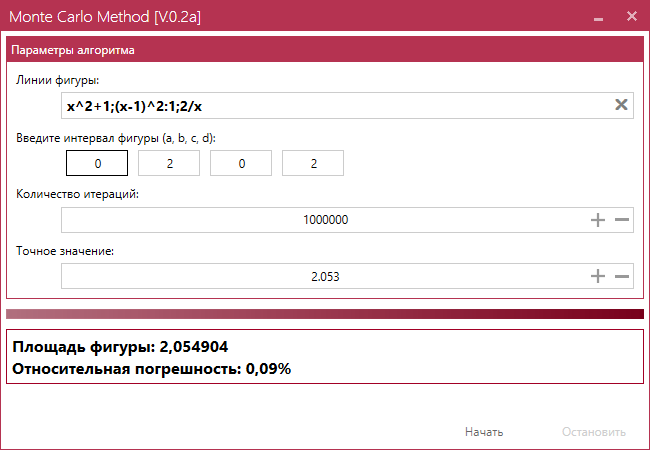 Monte Carlo Method [V.0.2a]
Параметры алгоритма
Линии фигуры:
x^2+1;(x-1)^2:1;2/x
Введите интервал фигуры (a, b, c, d):
0 2 0 2
Количество итераций:
1000000
Точное значение:
2.053
Площадь фигуры: 2,054904
Относительная погрешность: 0,09%
Начать Остановить